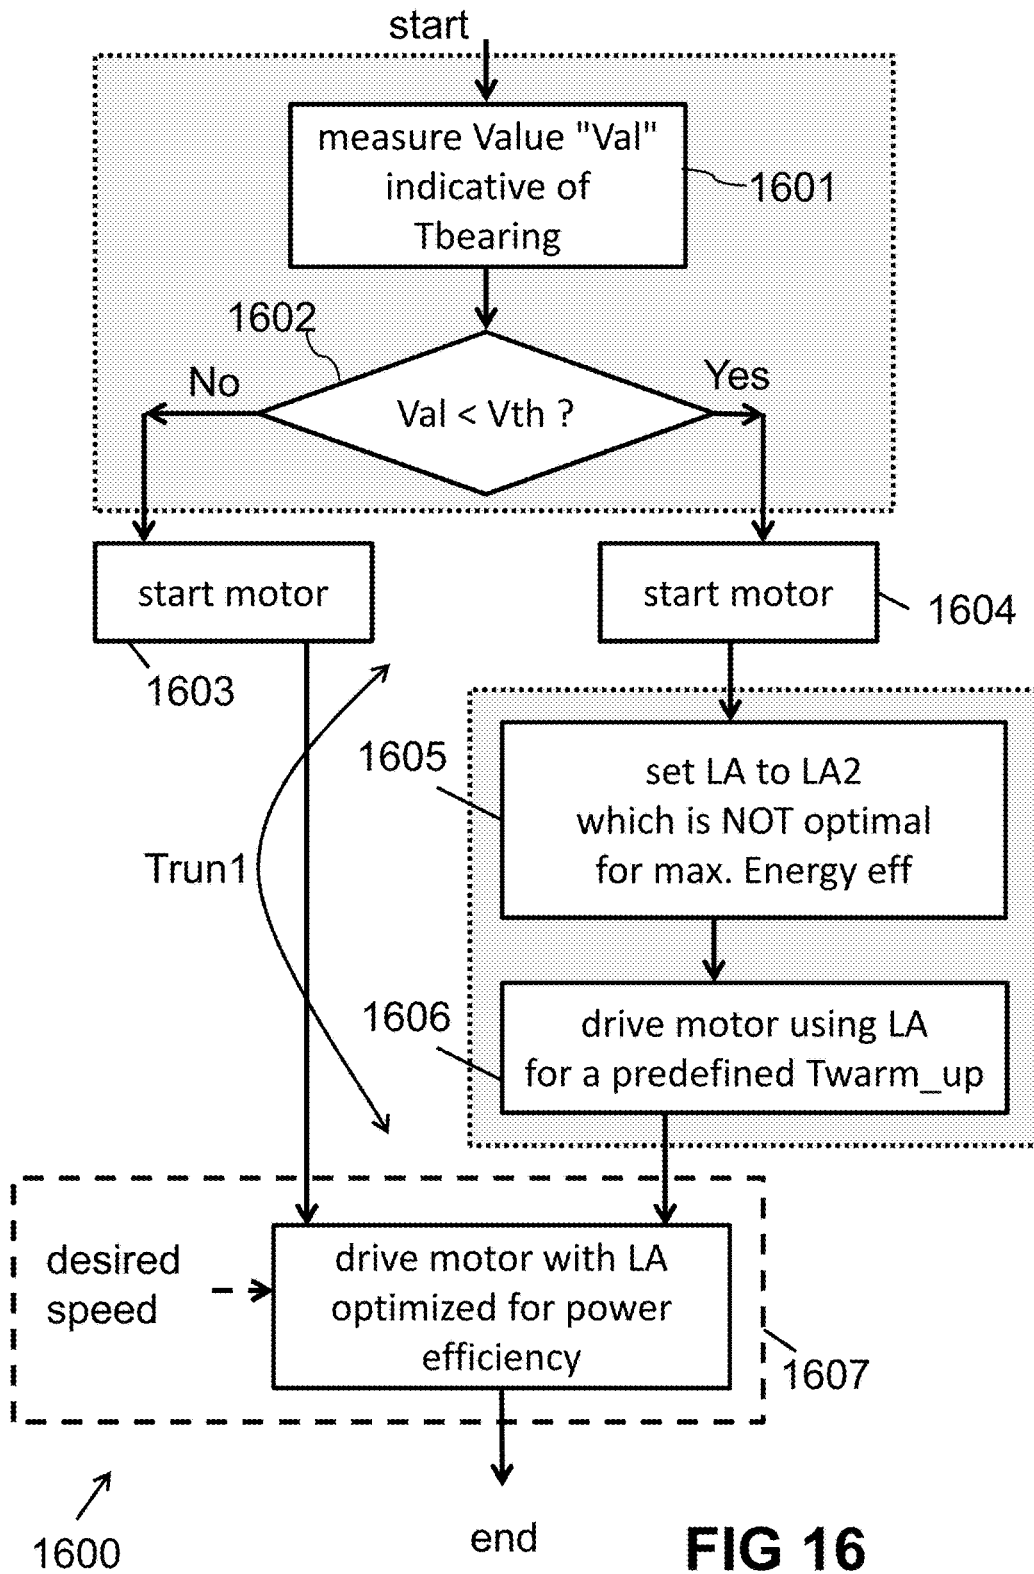 start
measure Value "Val"
indicative of
Tbearing
1601
1602
No
Yes
Val < Vth ?
start motor
start motor
1604
1603
1605
set LA to LA2
which is NOT optimal
for max. Energy eff
Trun1
1606
drive motor using LA
for a predefined Twarm_up
desired
speed
drive motor with LA
optimized for power
efficiency
1607
1600
end
FIG 16